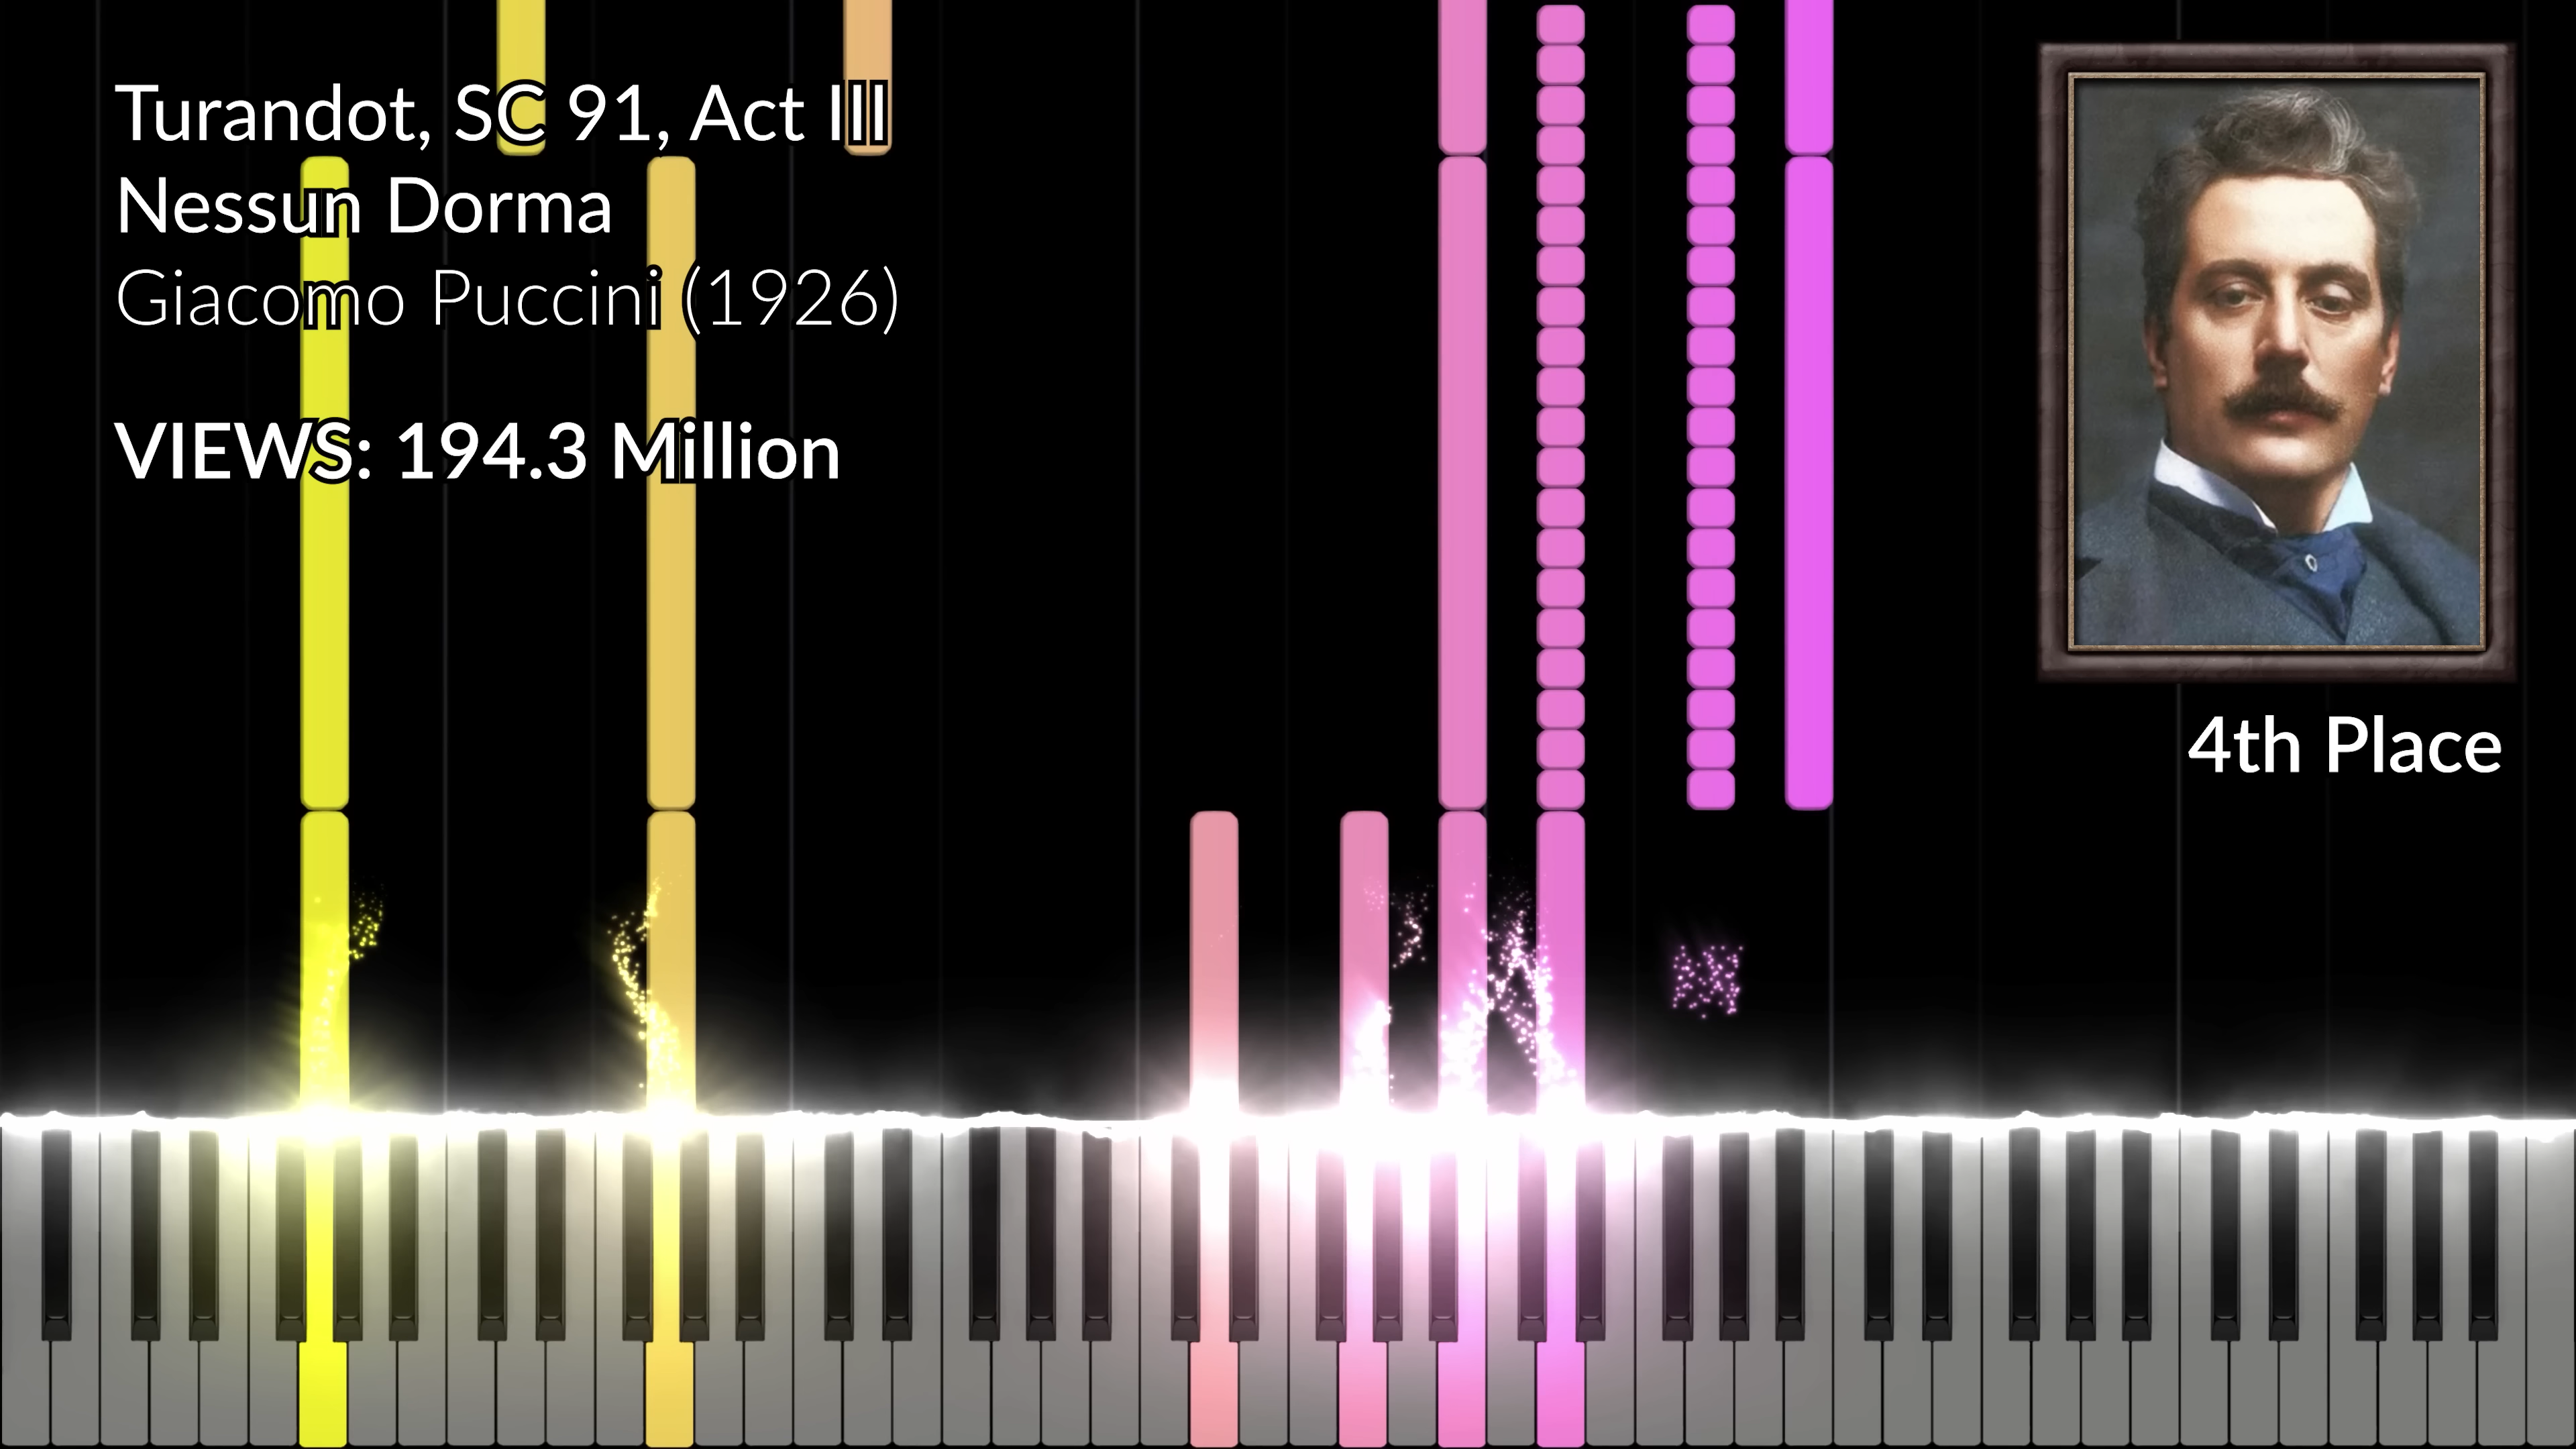 Turandot, SC 91, Act III
Nessun Dorma
Giacomo Puccini (1926)
VIEWS: 194.3 Million
4th Place